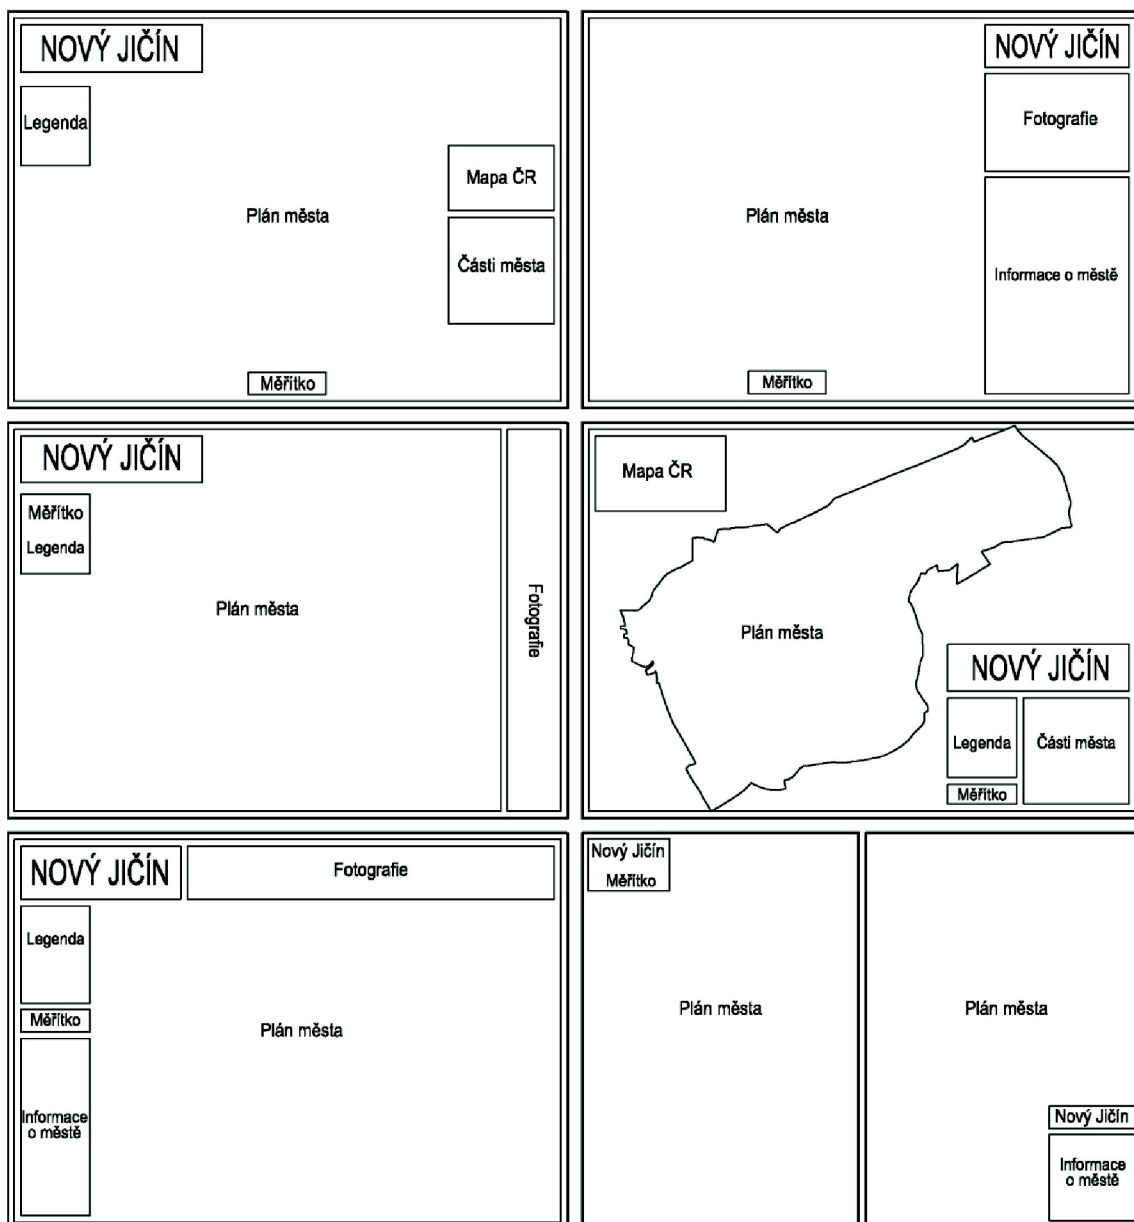 NOVÝ JIČÍN
Legenda
Mapa ČR
Plán města
Části města
Měřítko
NOVÝ JIČÍN
Fotografie
Plán města
Informace o městě
Měřítko
NOVÝ JIČÍN
Měřítko
Legenda
Plán města
Fotografie
Mapa ČR
Plán města
NOVÝ JIČÍN
Legenda
Části města
Měřítko
NOVÝ JIČÍN
Fotografie
Legenda
Měřítko
Plán města
Informace
o městě
Nový Jičín
Měřítko
Plán města
Plán města
Nový Jičín
Informace
o městě